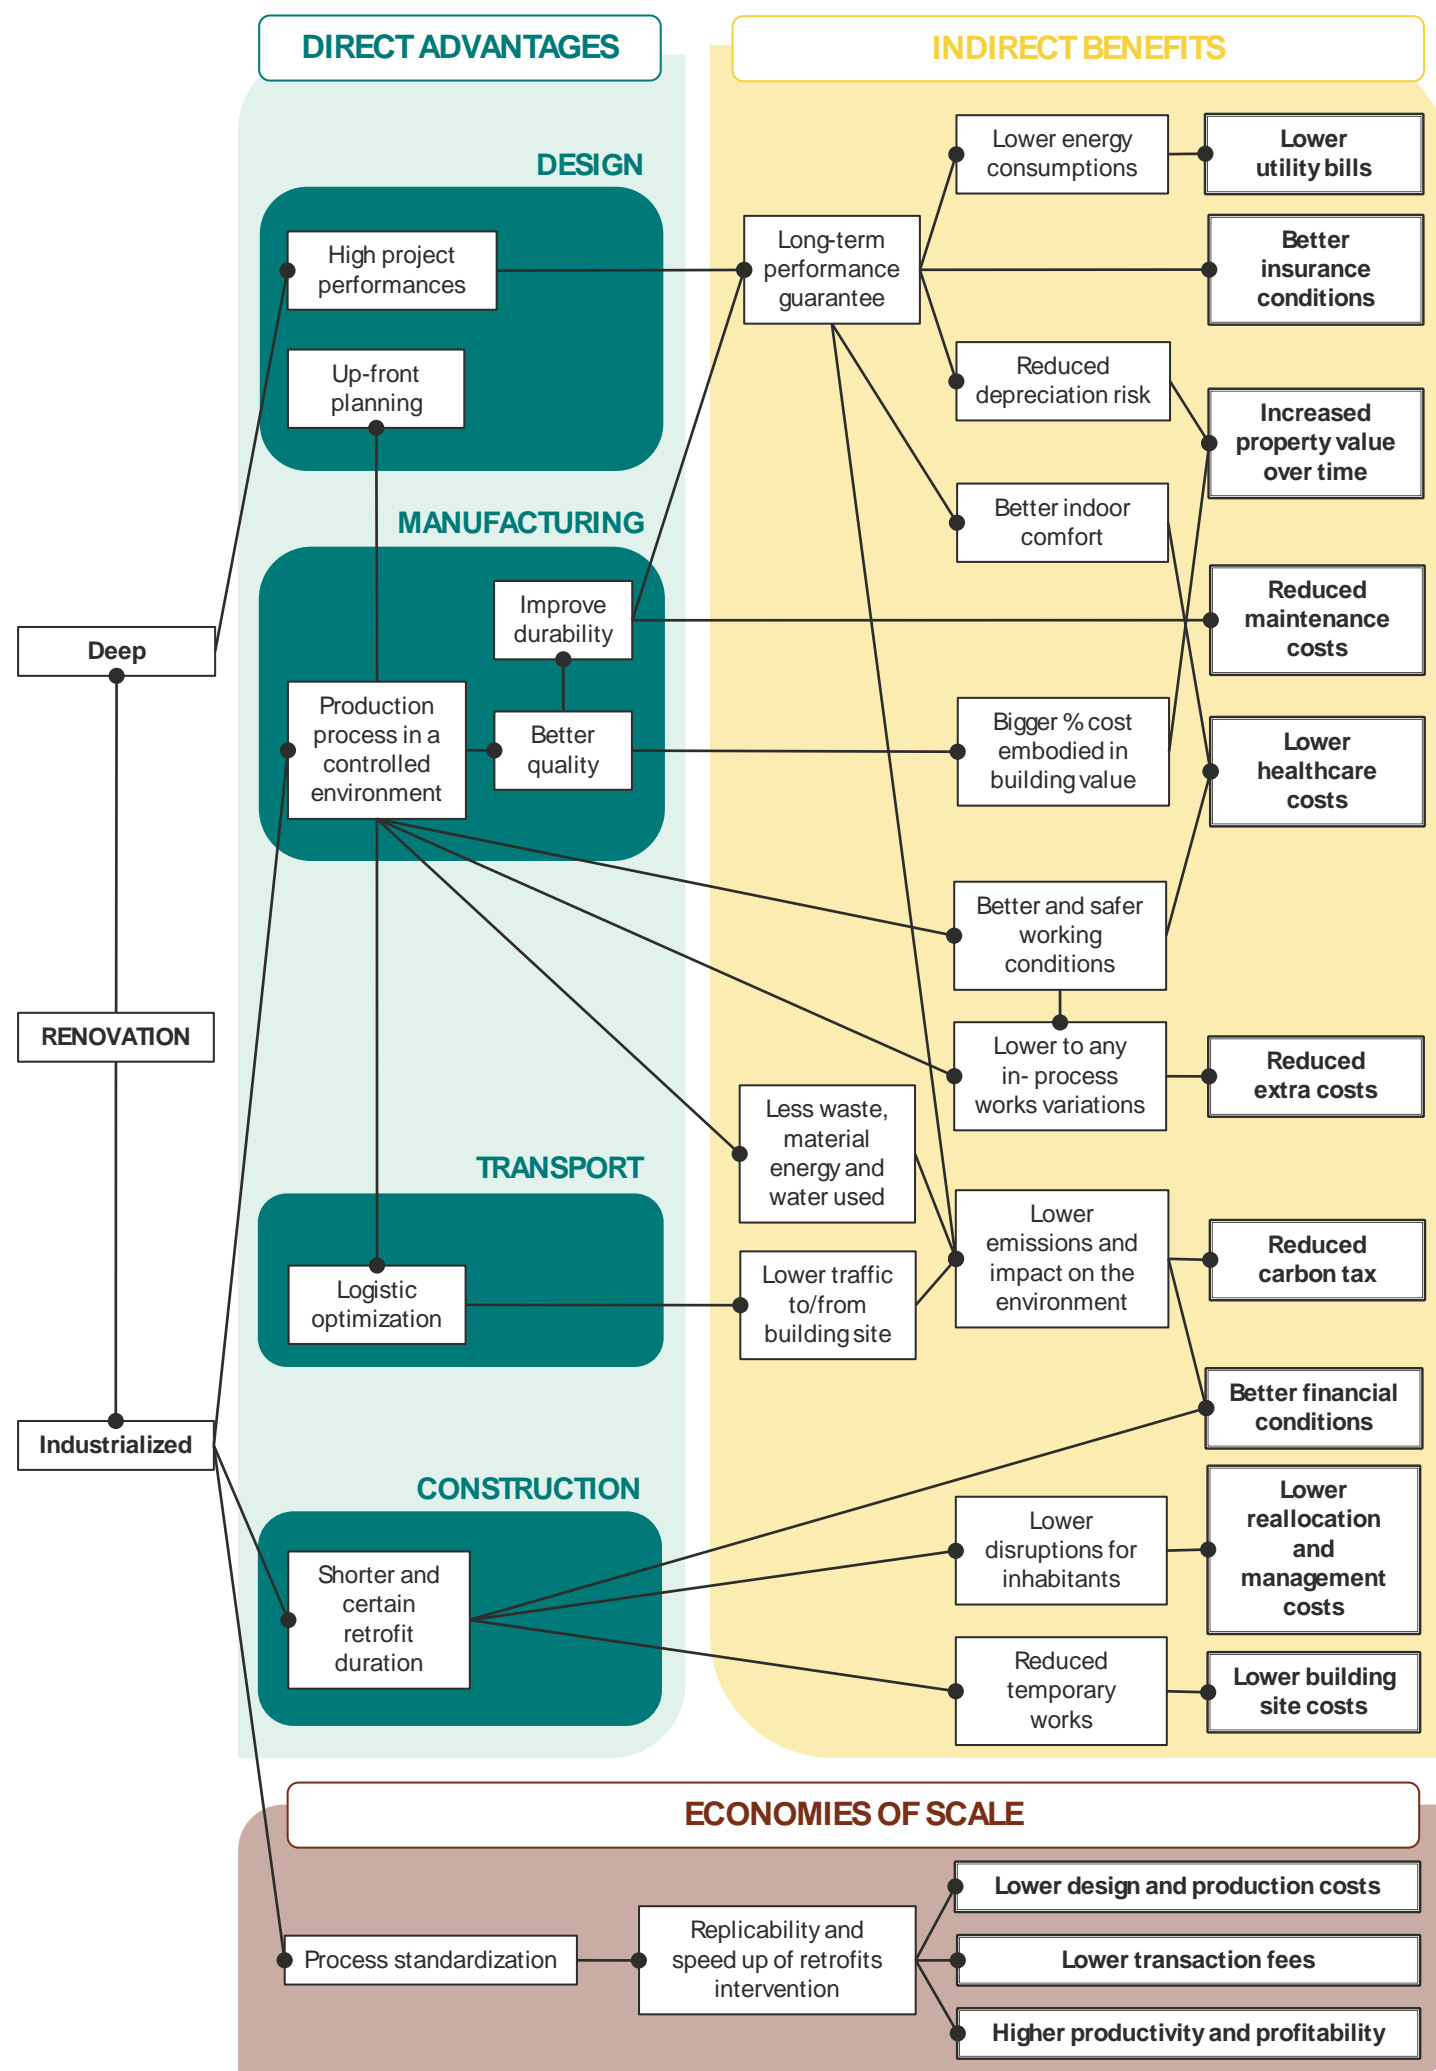 DIRECT ADVANTAGES
INDIRECT BENEFITS
DESIGN
High project
performances
Up-front
planning
Long-term
performance
guarantee
Lower energy
consumptions
Lower
utility bills
Better
insurance
conditions
Reduced
depreciation risk
Increased
property value
over time
Better indoor
comfort
MANUFACTURING
Improve
durability
Production
process in a
controlled
environment
Better
quality
Reduced
maintenance
costs
Bigger % cost
embodied in
building value
Lower
healthcare
costs
Deep
RENOVATION
Industrialized
Better and safer
working
conditions
Lower to any
in- process
works variations
Reduced
extra costs
Less waste,
material
energy and
water used
TRANSPORT
Logistic
optimization
Lower traffic
to/from
building site
Lower
emissions and
impact on the
environment
Reduced
carbon tax
Better financial
conditions
CONSTRUCTION
Shorter and
certain
retrofit
duration
Lower
disruptions for
inhabitants
Lower
reallocation
and
management
costs
Reduced
temporary
works
Lower building
site costs
ECONOMIES OF SCALE
Process standardization
Replicability and
speed up of retrofits
intervention
Lower design and production costs
Lower transaction fees
Higher productivity and profitability